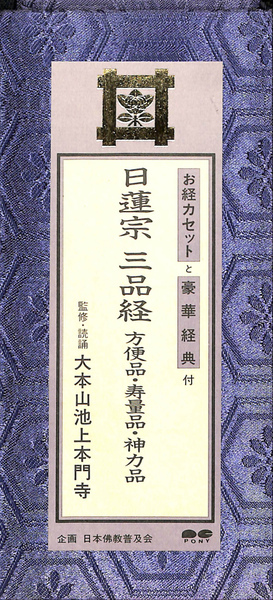 お経カセットと豪華経典付
日蓮宗 三品経 方便品・寿量品・神力品
監修・読誦 大本山池上本門寺
企画 日本佛教普及会
PONY